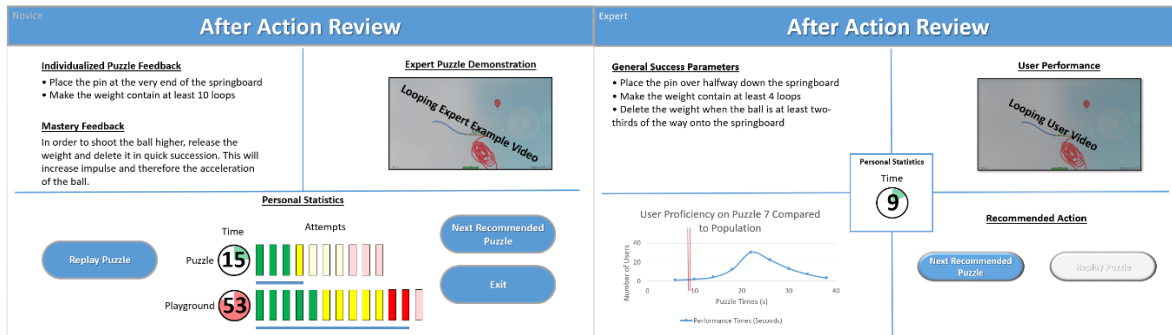 Novice
After Action Review
Individualized Puzzle Feedback
• Place the pin at the very end of the springboard
• Make the weight contain at least 10 loops
Mastery Feedback
In order to shoot the ball higher, release the
weight and delete it in quick succession. This will
increase impulse and therefore the acceleration
of the ball.
Expert Puzzle Demonstration
Looping Expert Example Video
Personal Statistics
Replay Puzzle
Time
Attempts
Puzzle
15
Playground
53
Next Recommended
Puzzle
Exit
Expert
After Action Review
General Success Parameters
• Place the pin over halfway down the springboard
• Make the weight contain at least 4 loops
• Delete the weight when the ball is at least two-
thirds of the way onto the springboard
User Performance
Looping User Video
Personal Statistics
Time
9
User Proficiency on Puzzle 7 Compared
to Population
Number of Users
40
20
0
0
10
20
30
40
Puzzle Times (s)
Performance Times (Seconds)
Recommended Action
Next Recommended
Puzzle
Replay Puzzle